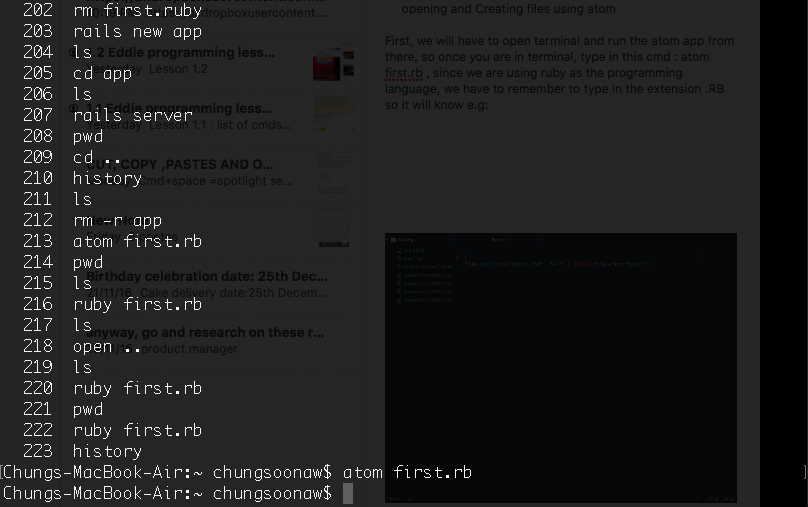 202 rm first.ruby
203 rails new app
204 ls
205 cd app
206 ls
207 rails server
208 pwd
209 cd ..
210 history
211 ls
212 rm -r app
213 atom first.rb
214 pwd
215 ls
216 ruby first.rb
217 ls
218 open ..
219 ls
220 ruby first.rb
221 pwd
222 ruby first.rb
223 history
[Chungs-MacBook-Air:~ chungsoonaw$ atom first.rb ]
Chungs-MacBook-Air:~ chungsoonaw$
dropboxusercontent....
1.2 Eddie programming less...
Yesterday Lesson 1.2
1.1 Eddie programming less...
Yesterday Lesson 1.1 : list of cmds...
CUT, COPY ,PASTES AND O...
Cmd+space =spotlight se...
Friday
Birthday celebration date: 25th Dec...
21/11/16 Cake delivery date:25th Decem...
anyway, go and research on these r...
product manager
opening and Creating files using atom
First, we will have to open terminal and run the atom app from
there, so once you are in terminal, type in this cmd : atom
first.rb , since we are using ruby as the programming
language, we have to remember to type in the extension .RB
so it will know e.g: